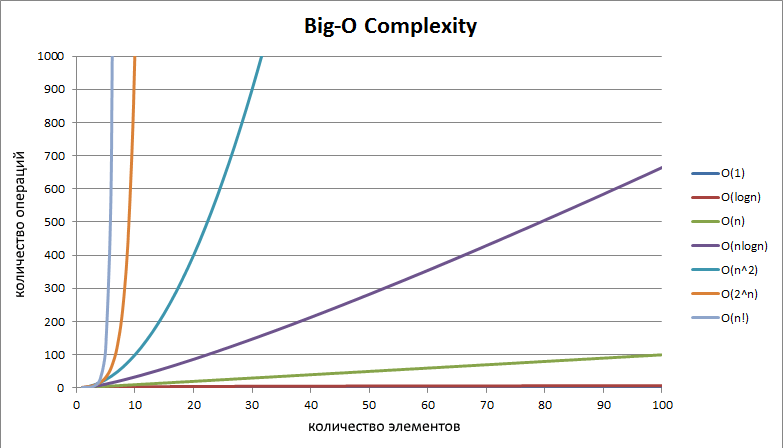 Big-O Complexity
количество операций
1000
900
800
700
600
500
400
300
200
100
0
0 10 20 30 40 50 60 70 80 90 100
количество элементов
O(1)
O(logn)
O(n)
O(nlogn)
O(n^2)
O(2^n)
O(n!)